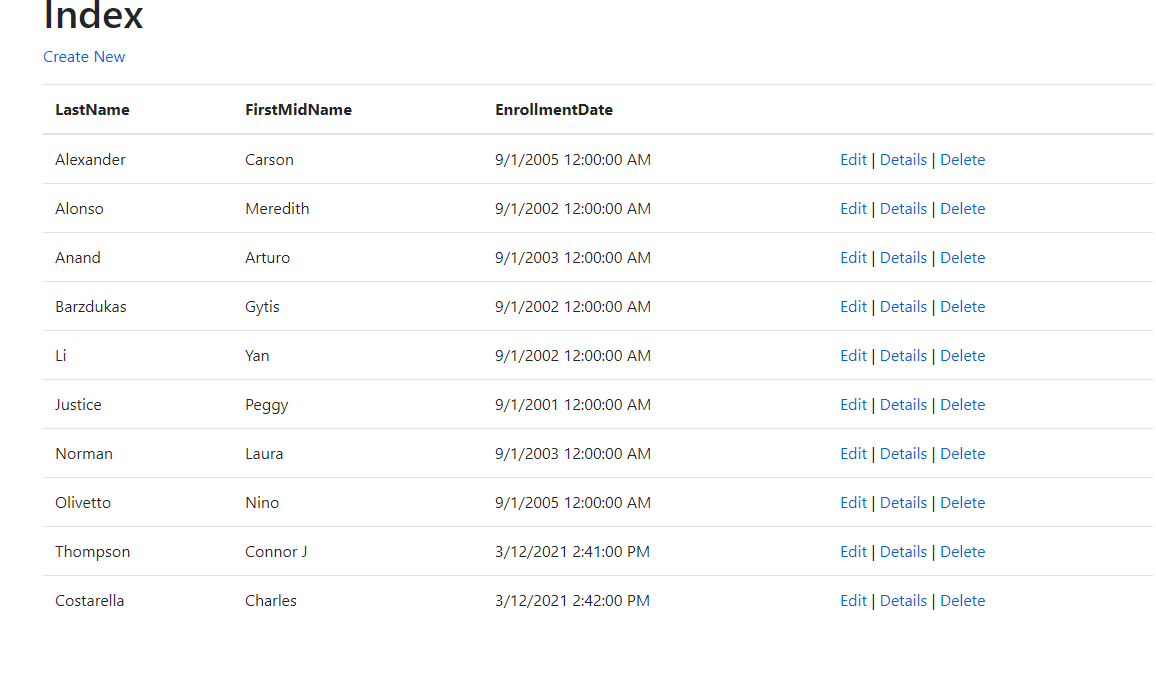 Index
Create New
LastName FirstMidName EnrollmentDate
Alexander Carson 9/1/2005 12:00:00 AM Edit | Details | Delete
Alonso Meredith 9/1/2002 12:00:00 AM Edit | Details | Delete
Anand Arturo 9/1/2003 12:00:00 AM Edit | Details | Delete
Barzdukas Gytis 9/1/2002 12:00:00 AM Edit | Details | Delete
Li Yan 9/1/2002 12:00:00 AM Edit | Details | Delete
Justice Peggy 9/1/2001 12:00:00 AM Edit | Details | Delete
Norman Laura 9/1/2003 12:00:00 AM Edit | Details | Delete
Olivetto Nino 9/1/2005 12:00:00 AM Edit | Details | Delete
Thompson Connor J 3/12/2021 2:41:00 PM Edit | Details | Delete
Costarella Charles 3/12/2021 2:42:00 PM Edit | Details | Delete